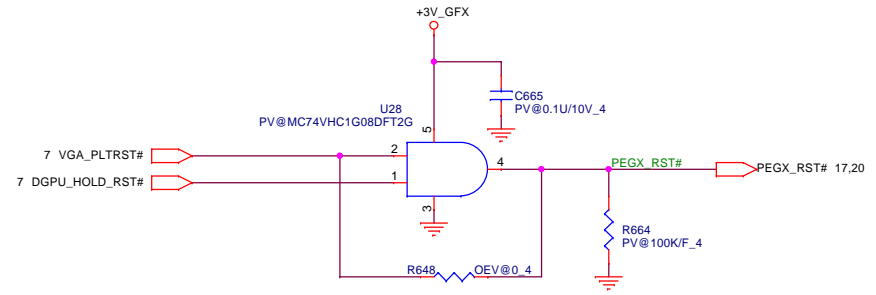 +3V_GFX
C665
PV@0.1U/10V_4
U28
PV@MC74VHC1G08DFT2G
5
7 VGA_PLTRST#
2
4
PEGX_RST#
PEGX_RST# 17,20
7 DGPU_HOLD_RST#
1
3
R664
PV@100K/F_4
R648
OEV@0_4